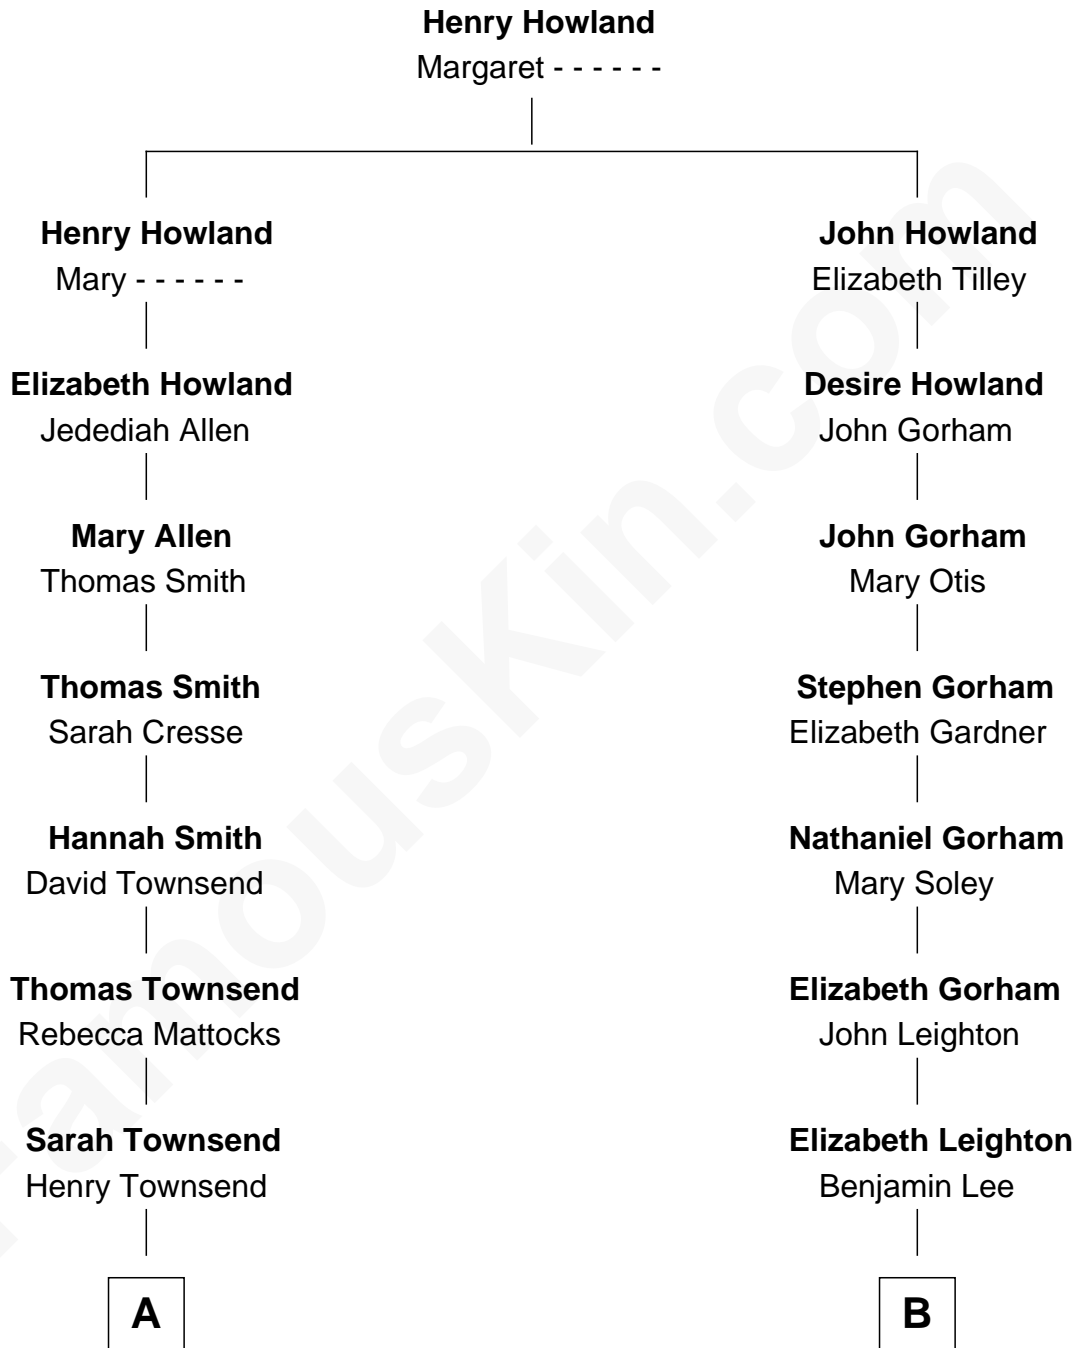 Henry Howland
Margaret - - - - - -
Henry Howland
Mary - - - - - -
Elizabeth Howland
Jedediah Allen
Mary Allen
Thomas Smith
Thomas Smith
Sarah Cresse
Hannah Smith
David Townsend
Thomas Townsend
Rebecca Mattocks
Sarah Townsend
Henry Townsend
A
John Howland
Elizabeth Tilley
Desire Howland
John Gorham
John Gorham
Mary Otis
Stephen Gorham
Elizabeth Gardner
Nathaniel Gorham
Mary Soley
Elizabeth Gorham
John Leighton
Elizabeth Leighton
Benjamin Lee
B
FamousKin.com